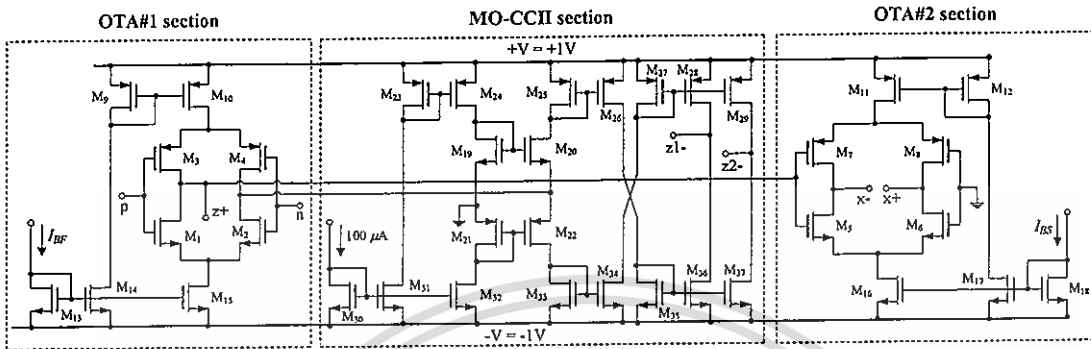 OTA#1 section
MO-CCII section
OTA#2 section
+V = +1V
M9
M10
M23
M24
M25
M26
M27
M28
M29
M11
M12
M3
M4
M19
M20
z1-
z2-
M7
M8
p
z+
n
x-
x+
M1
M2
M21
M22
M5
M6
IBF
100 μA
IBS
M13
M14
M15
M30
M31
M32
M33
M34
M35
M36
M37
M16
M17
M18
-V = -1V